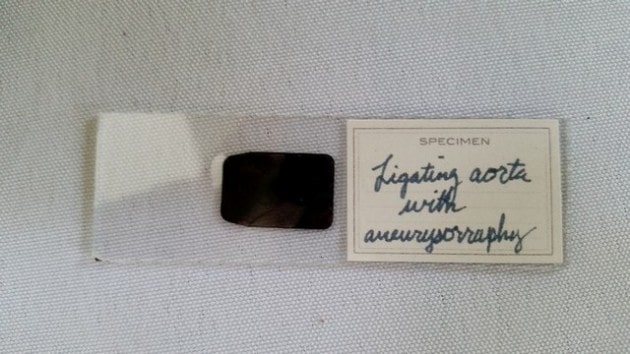 SPECIMEN
Ligating aorta
with
aneurysorraphy